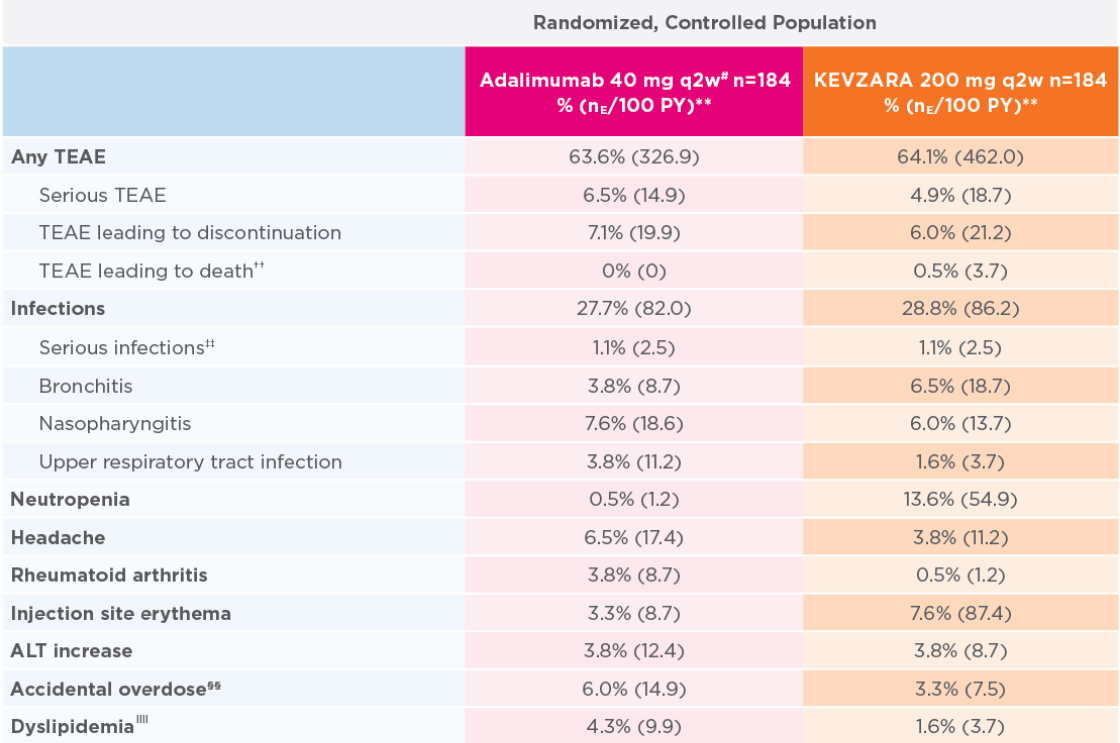 Randomized, Controlled Population
Adalimumab 40 mg q2w# n=184 KEVZARA 200 mg q2w n=184
% (nE/100 PY)** % (nE/100 PY)**
Any TEAE 63.6% (326.9) 64.1% (462.0)
Serious TEAE 6.5% (14.9) 4.9% (18.7)
TEAE leading to discontinuation 7.1% (19.9) 6.0% (21.2)
TEAE leading to death†† 0% (0) 0.5% (3.7)
Infections 27.7% (82.0) 28.8% (86.2)
Serious infections‡‡ 1.1% (2.5) 1.1% (2.5)
Bronchitis 3.8% (8.7) 6.5% (18.7)
Nasopharyngitis 7.6% (18.6) 6.0% (13.7)
Upper respiratory tract infection 3.8% (11.2) 1.6% (3.7)
Neutropenia 0.5% (1.2) 13.6% (54.9)
Headache 6.5% (17.4) 3.8% (11.2)
Rheumatoid arthritis 3.8% (8.7) 0.5% (1.2)
Injection site erythema 3.3% (8.7) 7.6% (87.4)
ALT increase 3.8% (12.4) 3.8% (8.7)
Accidental overdose§§ 6.0% (14.9) 3.3% (7.5)
Dyslipidemia‖‖ 4.3% (9.9) 1.6% (3.7)